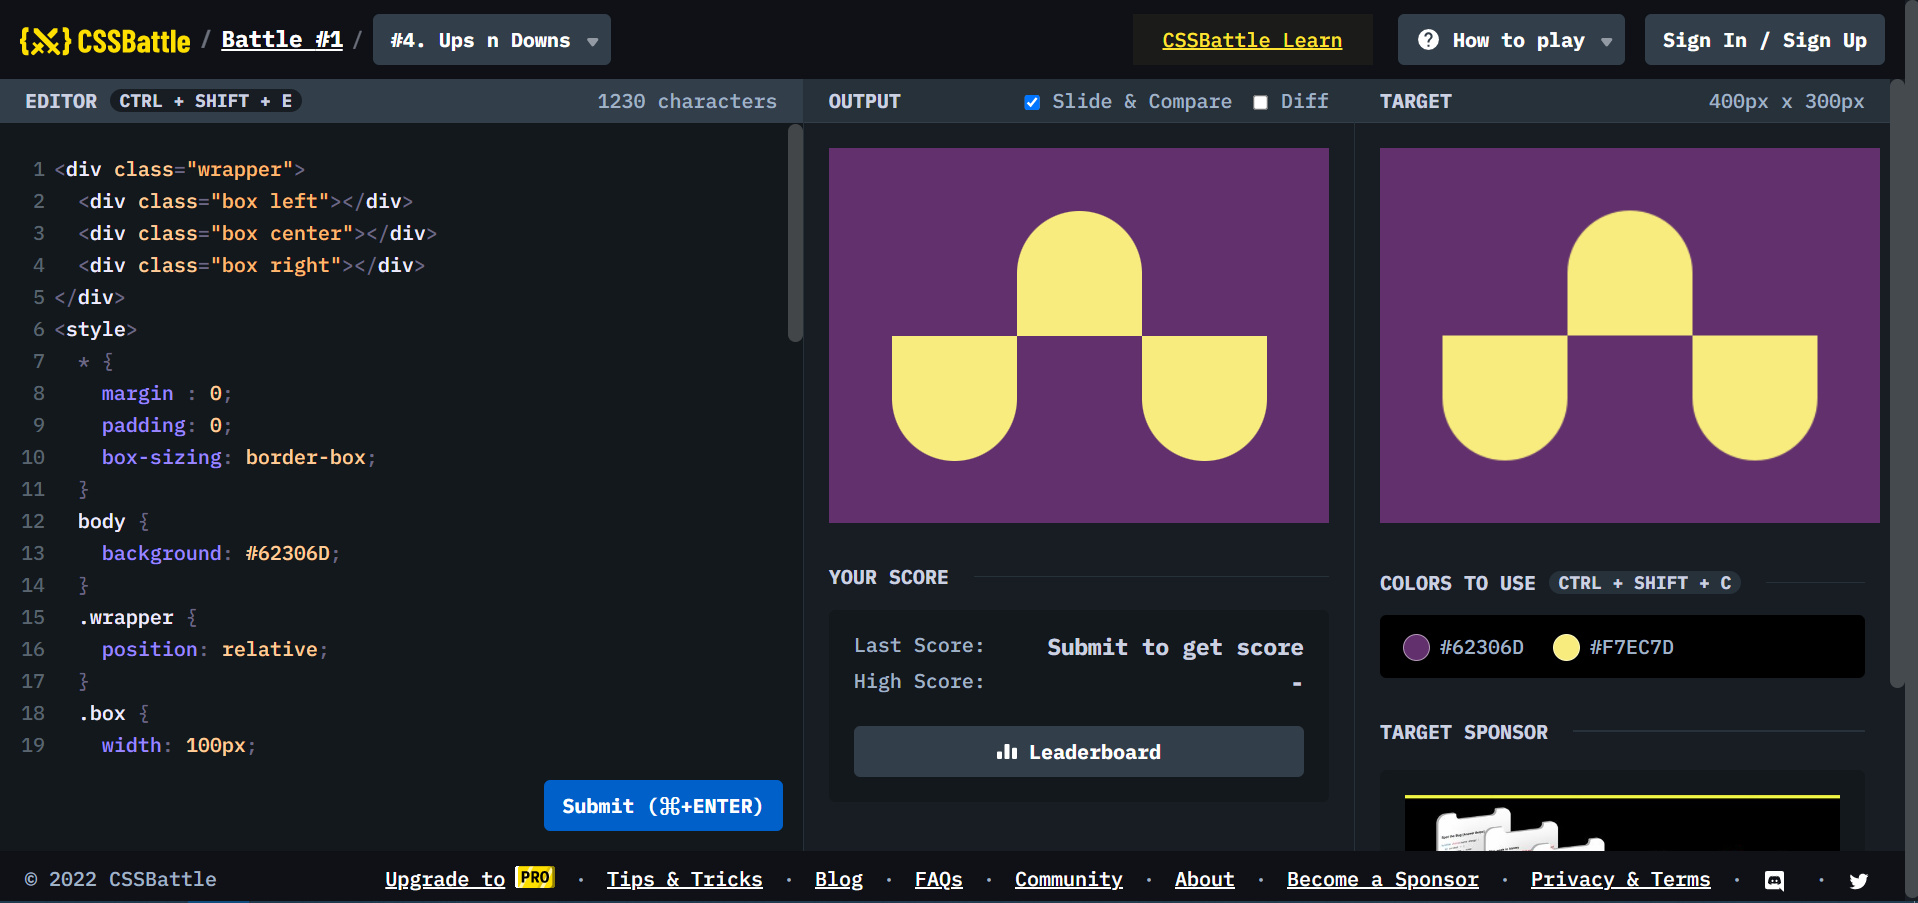 {X} CSSBattle / Battle #1 / #4. Ups n Downs
CSSBattle Learn
How to play
Sign In / Sign Up
EDITOR CTRL + SHIFT + E 1230 characters
1 <div class="wrapper">
2 <div class="box left"></div>
3 <div class="box center"></div>
4 <div class="box right"></div>
5 </div>
6 <style>
7 * {
8 margin : 0;
9 padding: 0;
10 box-sizing: border-box;
11 }
12 body {
13 background: #62306D;
14 }
15 .wrapper {
16 position: relative;
17 }
18 .box {
19 width: 100px;
Submit (⌘+ENTER)
OUTPUT Slide & Compare Diff
YOUR SCORE
Last Score: Submit to get score
High Score: -
Leaderboard
TARGET 400px x 300px
COLORS TO USE CTRL + SHIFT + C
#62306D #F7EC7D
TARGET SPONSOR
© 2022 CSSBattle Upgrade to PRO · Tips & Tricks · Blog · FAQs · Community · About · Become a Sponsor · Privacy & Terms · ·